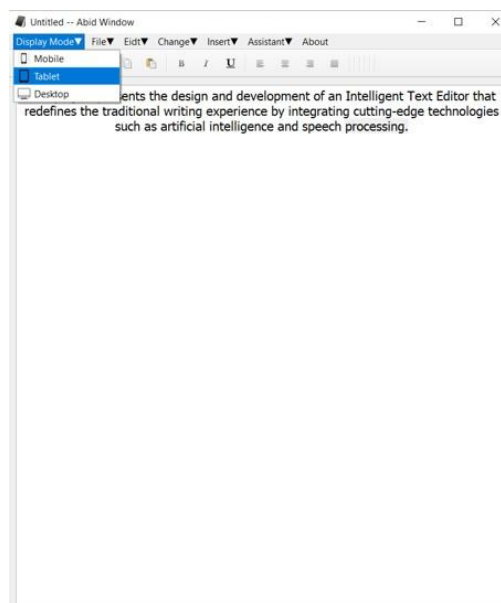 Untitled -- Abid Window
Display Mode▼ File▼ Eidt▼ Change▼ Insert▼ Assistant▼ About
Mobile
B I U
Tablet
Desktop
ents the design and development of an Intelligent Text Editor that
redefines the traditional writing experience by integrating cutting-edge technologies
such as artificial intelligence and speech processing.